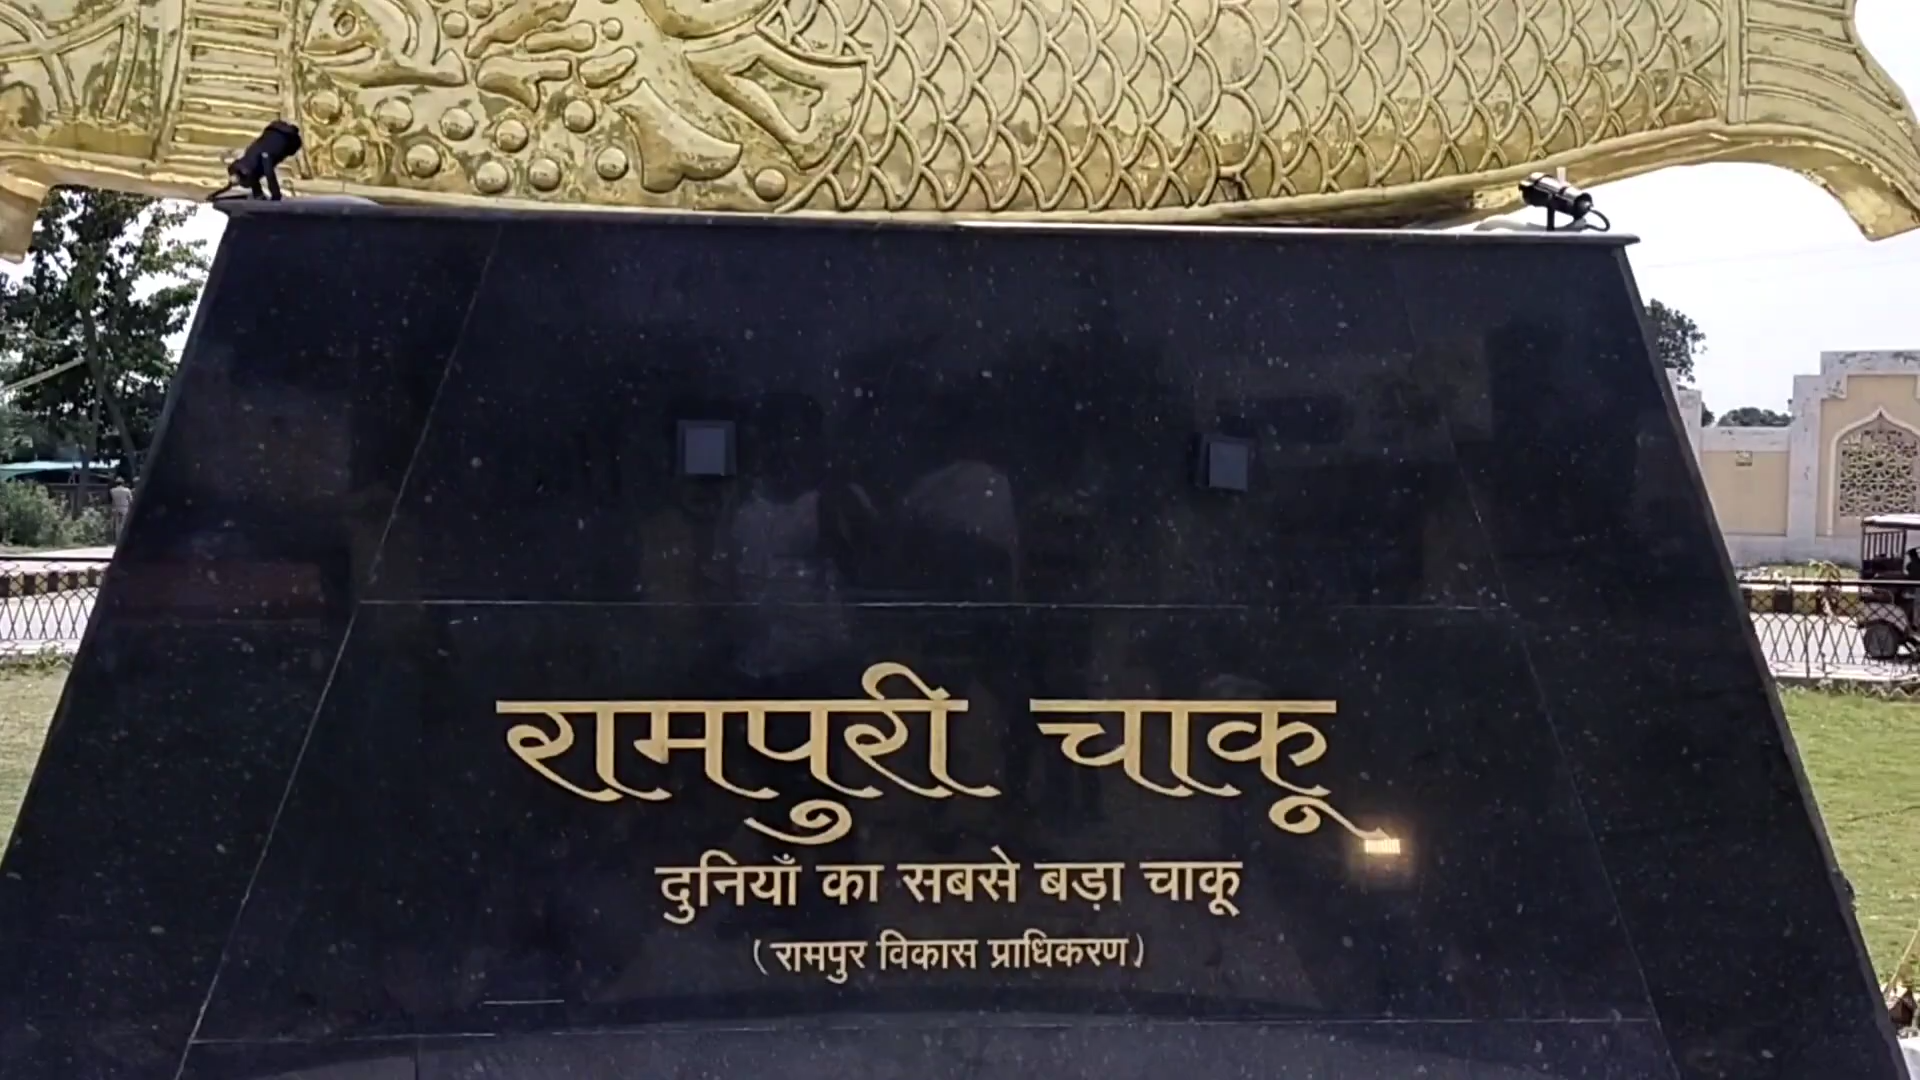 रामपुरी चाकू
दुनियाँ का सबसे बड़ा चाकू
(रामपुर विकास प्राधिकरण)